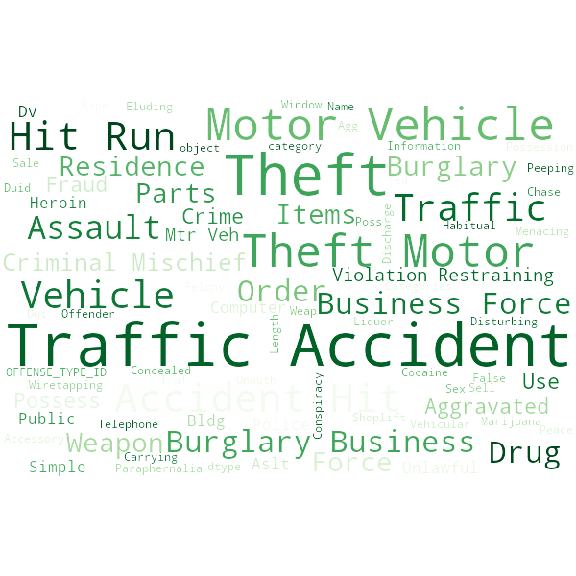 Dv Eluding Window Name
Hit Run Motor Vehicle
object category Agg Information Possession
Sale Residence Theft Burglary Peeping
Duid Fraud Parts Chase
Heroin Crime Items Poss Traffic
Assault Mtr Veh Discharge Habitual Menacing
Criminal Mischief Theft Motor
Violation Restraining
Vehicle Order Business Force
Offender Computer Weap Liquor Disturbing
Length
Traffic Accident
OFFENSE_TYPE_ID Concealed Cocaine False Use
Wiretapping Sex Sell
Possess Accident Hit Conspiracy Aggravated
Public Telephone Bldg Police Shoplift Vehicular Marijuana Peace
Accessory Weapon Burglary Business Drug
Carrying
Simple Paraphernalia dtype Aslt Force Unlawful